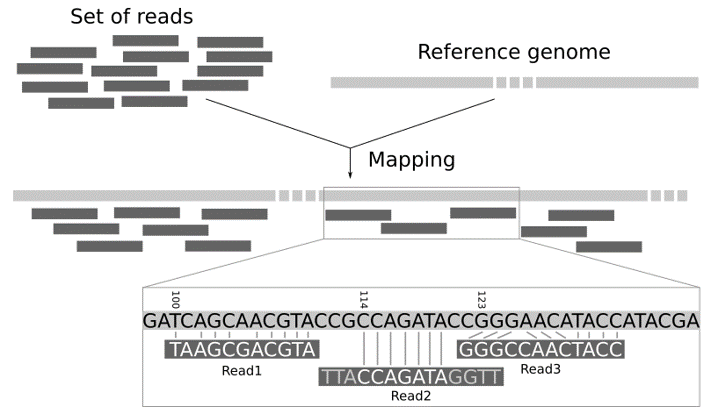 Set of reads
Reference genome
Mapping
100
114
123
GATCAGCAACGTACCGCCAGATACCGGGAACATACCATACGA
TAAGCGACGTA
GGGCCAACTACC
Read1
TTACCAGATAGGTT
Read3
Read2